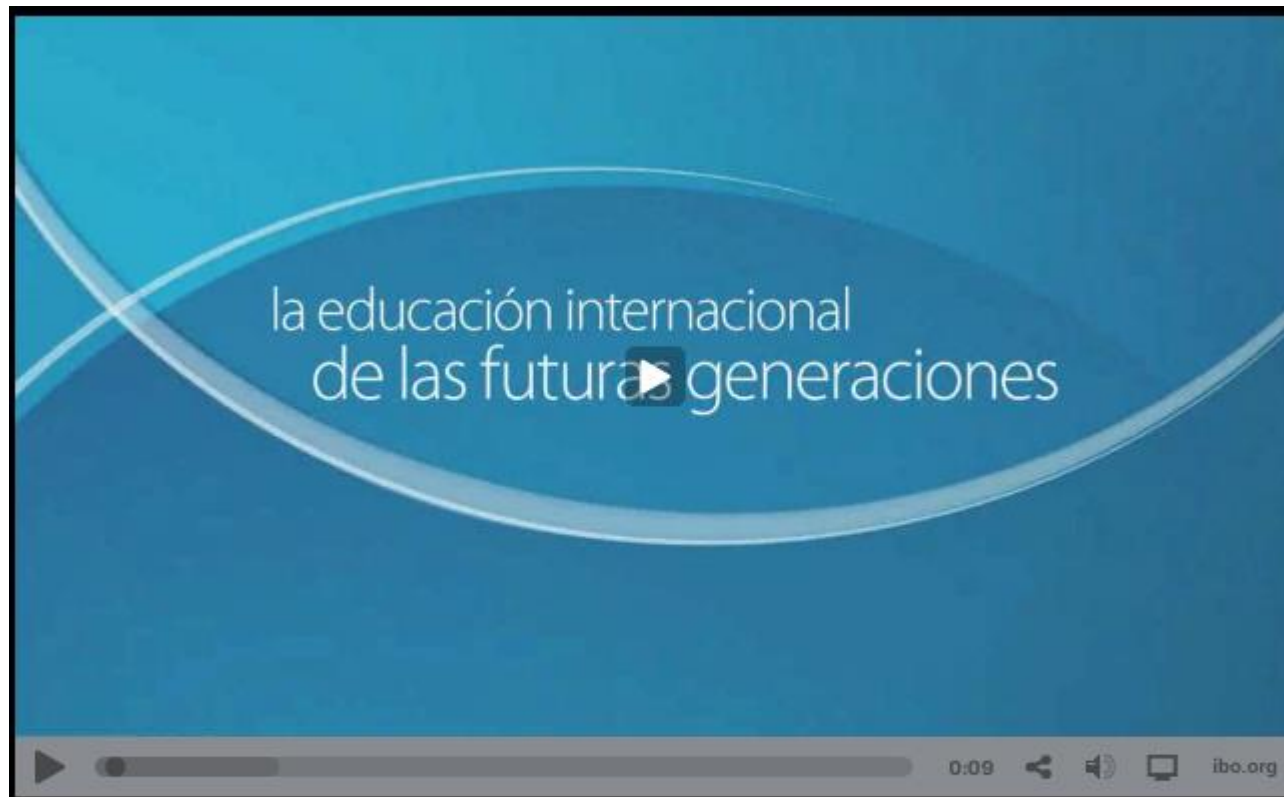 la educación internacional
de las futuras generaciones
0:09
ibo.org